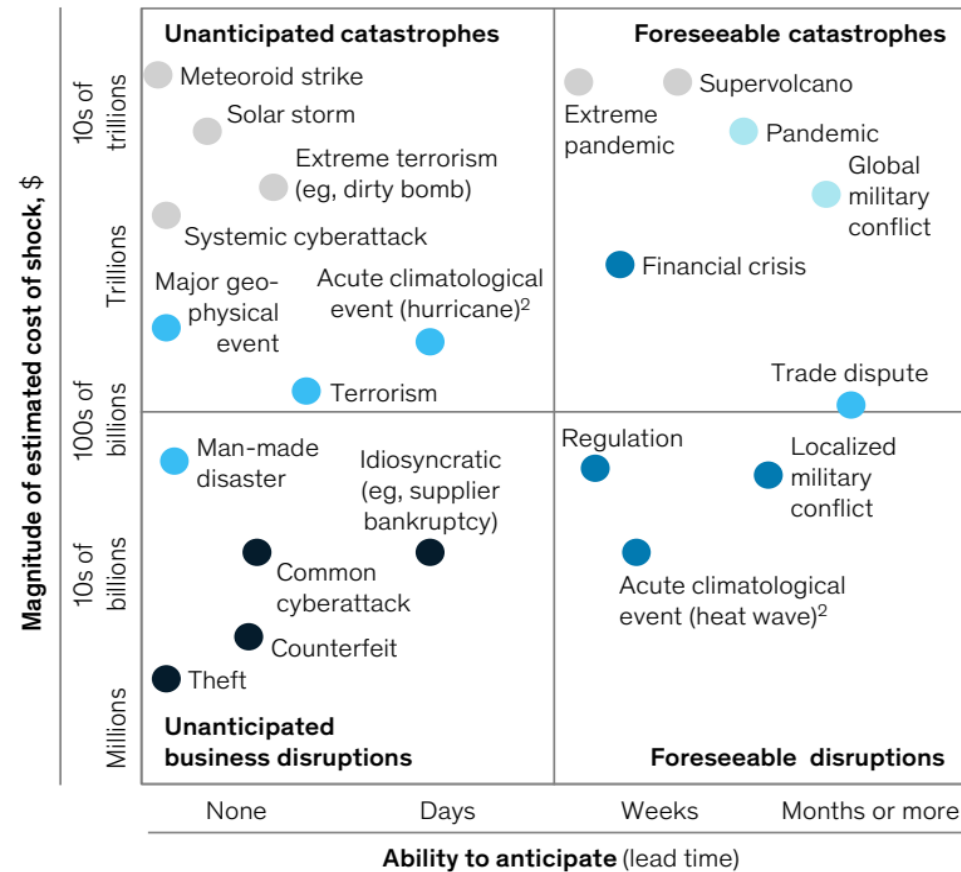 Magnitude of estimated cost of shock, $
10s of
trillions
Trillions
100s of
billions
10s of
billions
Millions
Unanticipated catastrophes
Meteoroid strike
Solar storm
Extreme terrorism
(eg, dirty bomb)
Systemic cyberattack
Major geo-
physical
event
Acute climatological
event (hurricane)2
Terrorism
Foreseeable catastrophes
Extreme
pandemic
Supervolcano
Pandemic
Global
military
conflict
Financial crisis
Trade dispute
Man-made
disaster
Idiosyncratic
(eg, supplier
bankruptcy)
Common
cyberattack
Counterfeit
Theft
Unanticipated
business disruptions
Regulation
Localized
military
conflict
Acute climatological
event (heat wave)2
Foreseeable disruptions
None
Days
Weeks
Months or more
Ability to anticipate (lead time)